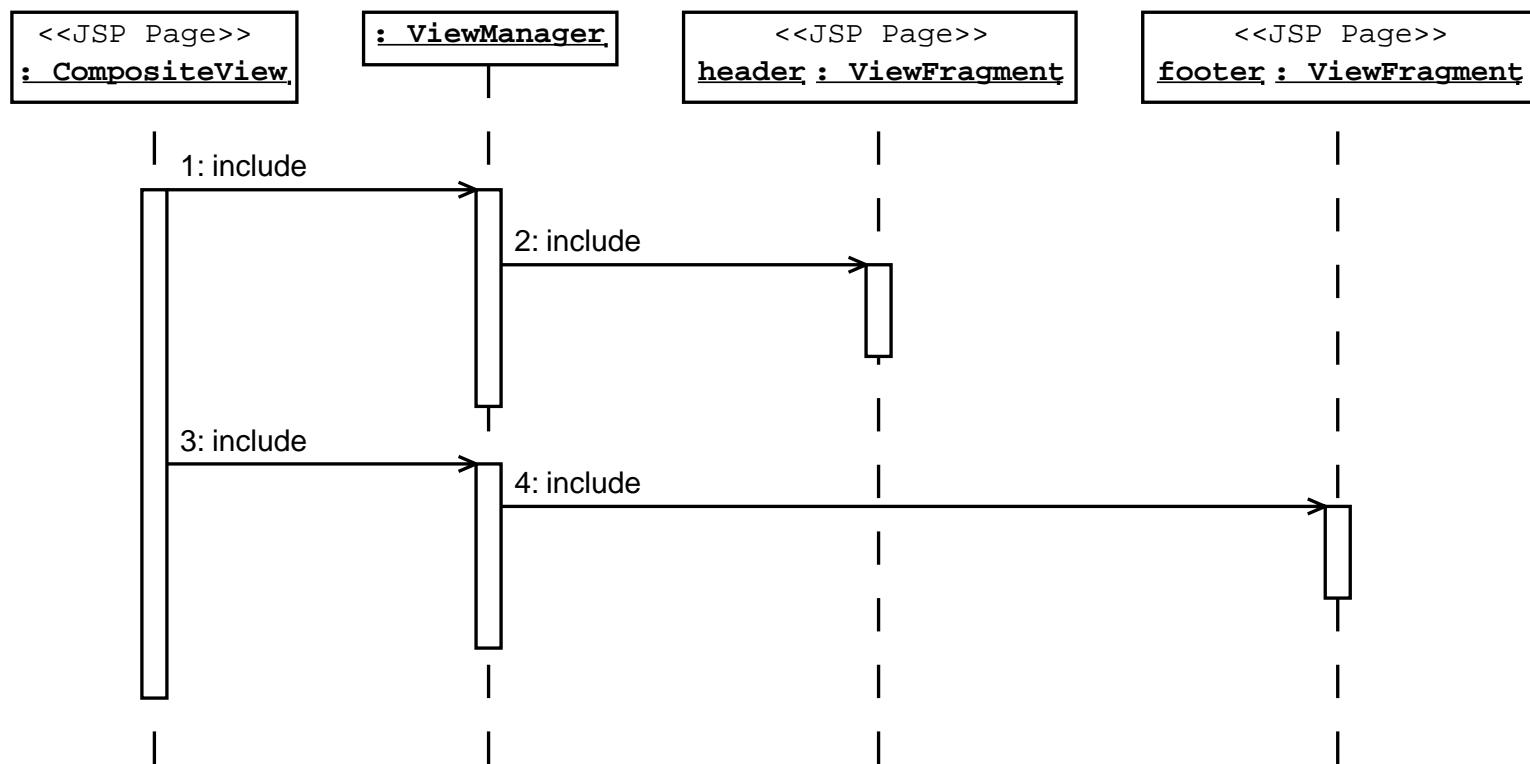 <<JSP Page>>
: CompositeView
: ViewManager
<<JSP Page>>
header : ViewFragment
<<JSP Page>>
footer : ViewFragment
1: include
2: include
3: include
4: include